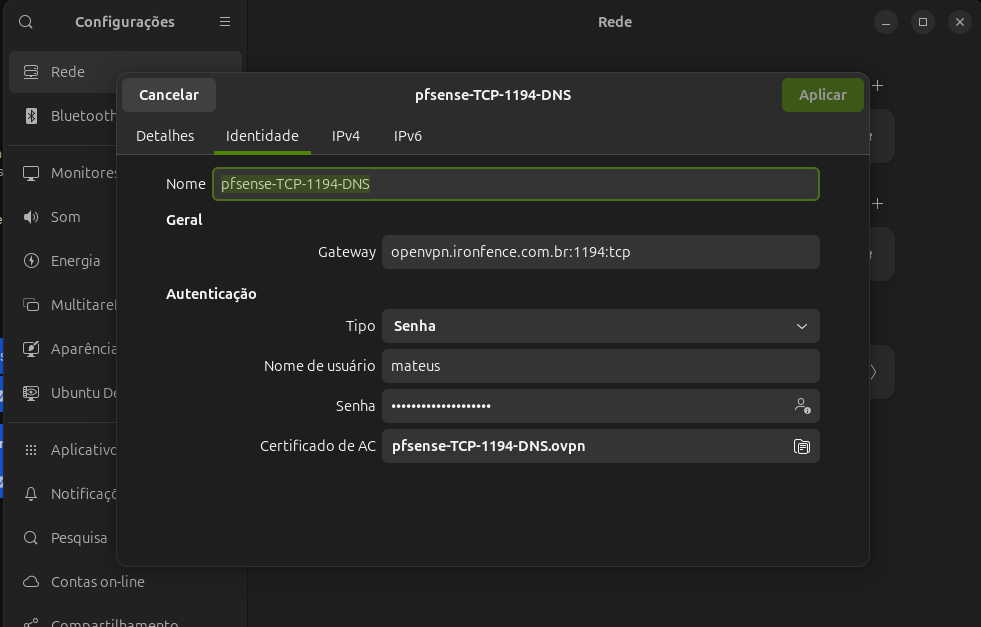 Configurações
Rede
Rede
Bluetooth
Monitores
Som
Energia
Multitaref
Aparência
Ubuntu De
Aplicativo
Notificaçõ
Pesquisa
Contas on-line
Compartilhamento
Cancelar
pfsense-TCP-1194-DNS
Aplicar
Detalhes
Identidade
IPv4
IPv6
Nome
pfsense-TCP-1194-DNS
Geral
Gateway
openvpn.ironfence.com.br:1194:tcp
Autenticação
Tipo
Senha
Nome de usuário
mateus
Senha
••••••••••••••••••••
Certificado de AC
pfsense-TCP-1194-DNS.ovpn